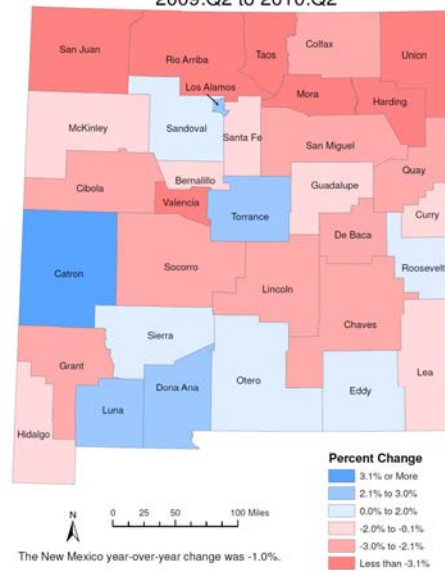 2009.Q2 to 2010.Q2
San Juan
Rio Arriba
Taos
Colfax
Union
Los Alamos
Mora
Harding
McKinley
Sandoval
Santa Fe
San Miguel
Quay
Cibola
Bernalillo
Valencia
Torrance
Guadalupe
Curry
De Baca
Roosevelt
Catron
Socorro
Lincoln
Chaves
Sierra
Grant
Luna
Dona Ana
Otero
Eddy
Lea
Hidalgo
Percent Change
3.1% or More
2.1% to 3.0%
0.0% to 2.0%
-2.0% to -0.1%
-3.0% to -2.1%
Less than -3.1%
N
0 25 50 100 Miles
The New Mexico year-over-year change was -1.0%.